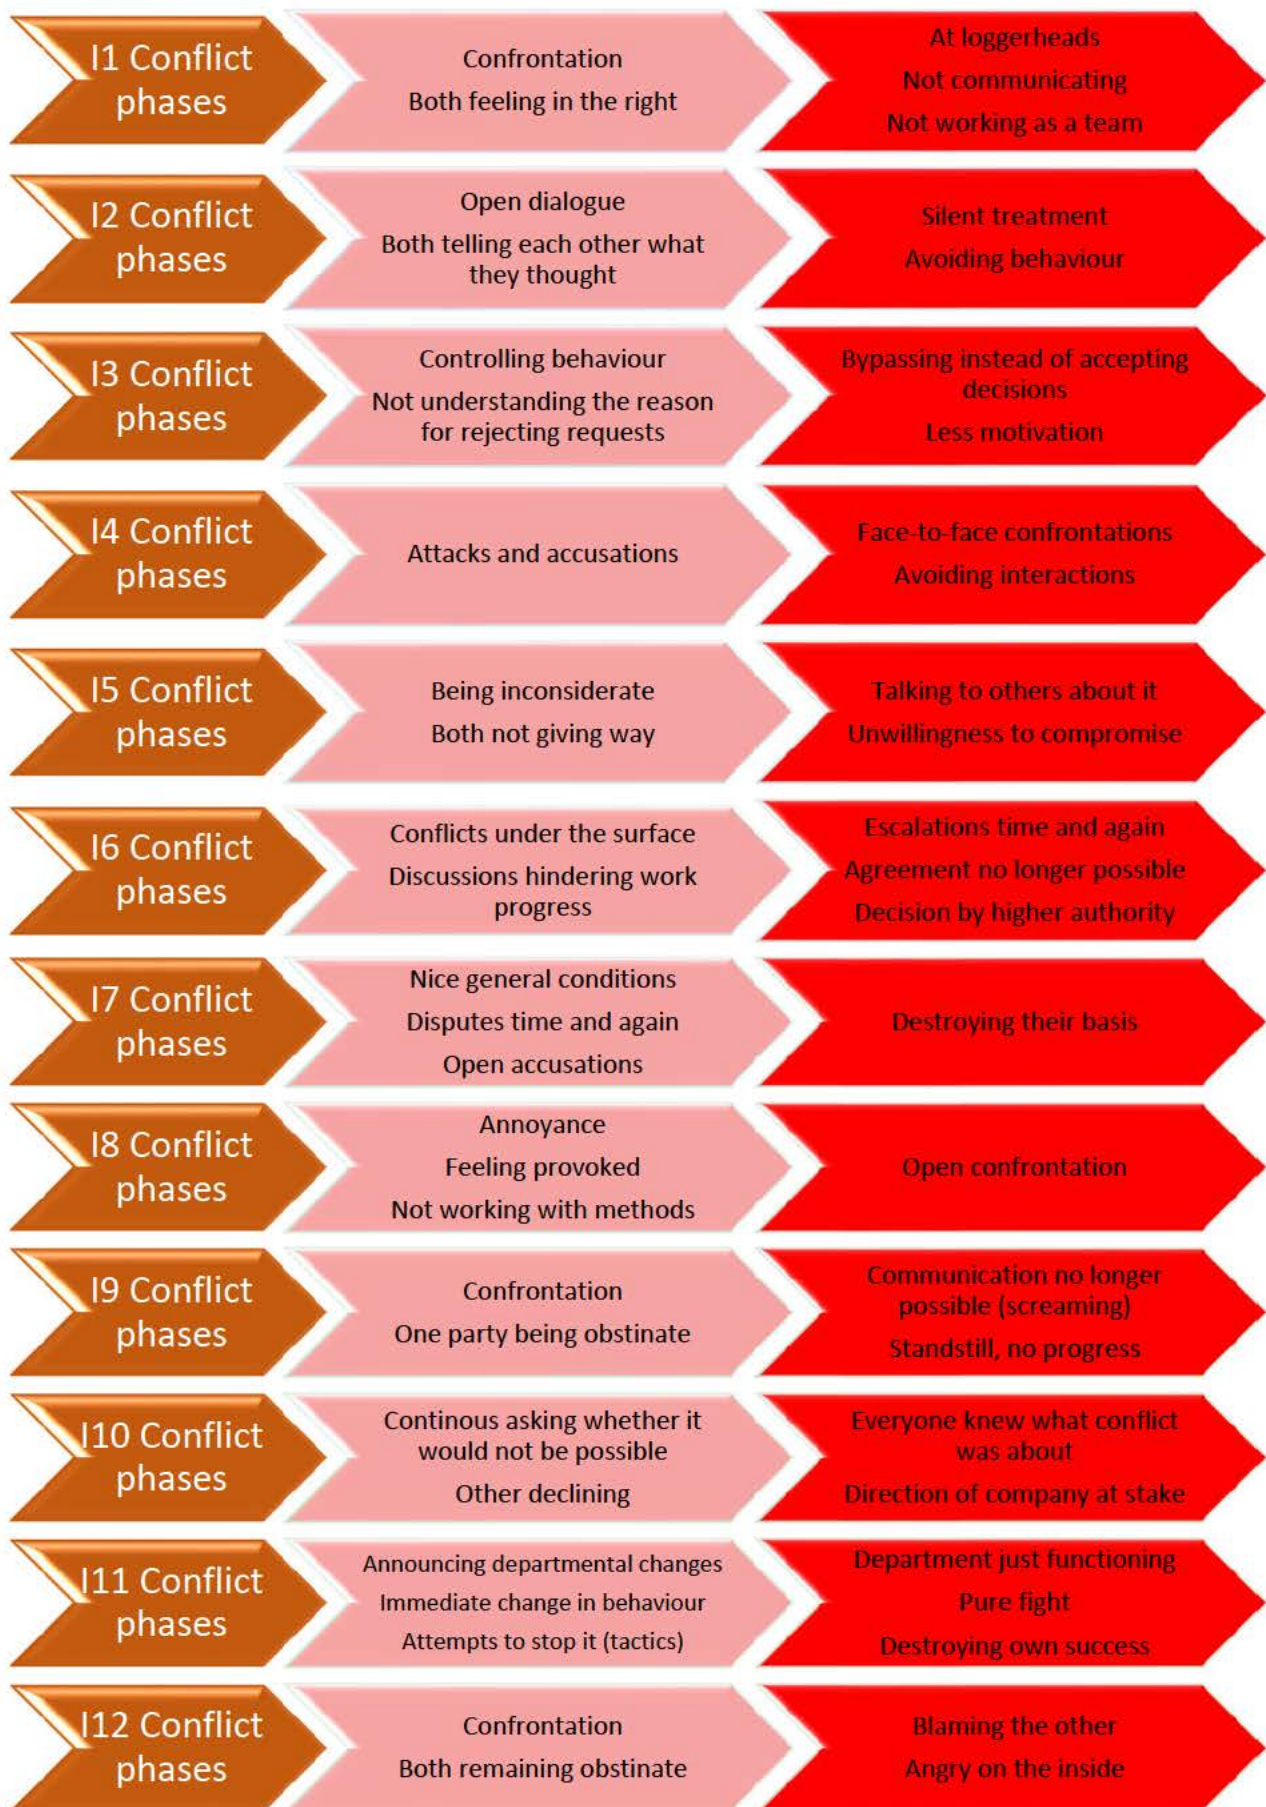 I1 Conflict
phases
Confrontation
Both feeling in the right
At loggerheads
Not communicating
Not working as a team
I2 Conflict
phases
Open dialogue
Both telling each other what
they thought
Silent treatment
Avoiding behaviour
I3 Conflict
phases
Controlling behaviour
Not understanding the reason
for rejecting requests
Bypassing instead of accepting
decisions
Less motivation
I4 Conflict
phases
Attacks and accusations
Face-to-face confrontations
Avoiding interactions
I5 Conflict
phases
Being inconsiderate
Both not giving way
Talking to others about it
Unwillingness to compromise
I6 Conflict
phases
Conflicts under the surface
Discussions hindering work
progress
Escalations time and again
Agreement no longer possible
Decision by higher authority
I7 Conflict
phases
Nice general conditions
Disputes time and again
Open accusations
Destroying their basis
I8 Conflict
phases
Annoyance
Feeling provoked
Not working with methods
Open confrontation
I9 Conflict
phases
Confrontation
One party being obstinate
Communication no longer
possible (screaming)
Standstill, no progress
I10 Conflict
phases
Continous asking whether it
would not be possible
Other declining
Everyone knew what conflict
was about
Direction of company at stake
I11 Conflict
phases
Announcing departmental changes
Immediate change in behaviour
Attempts to stop it (tactics)
Department just functioning
Pure fight
Destroying own success
I12 Conflict
phases
Confrontation
Both remaining obstinate
Blaming the other
Angry on the inside